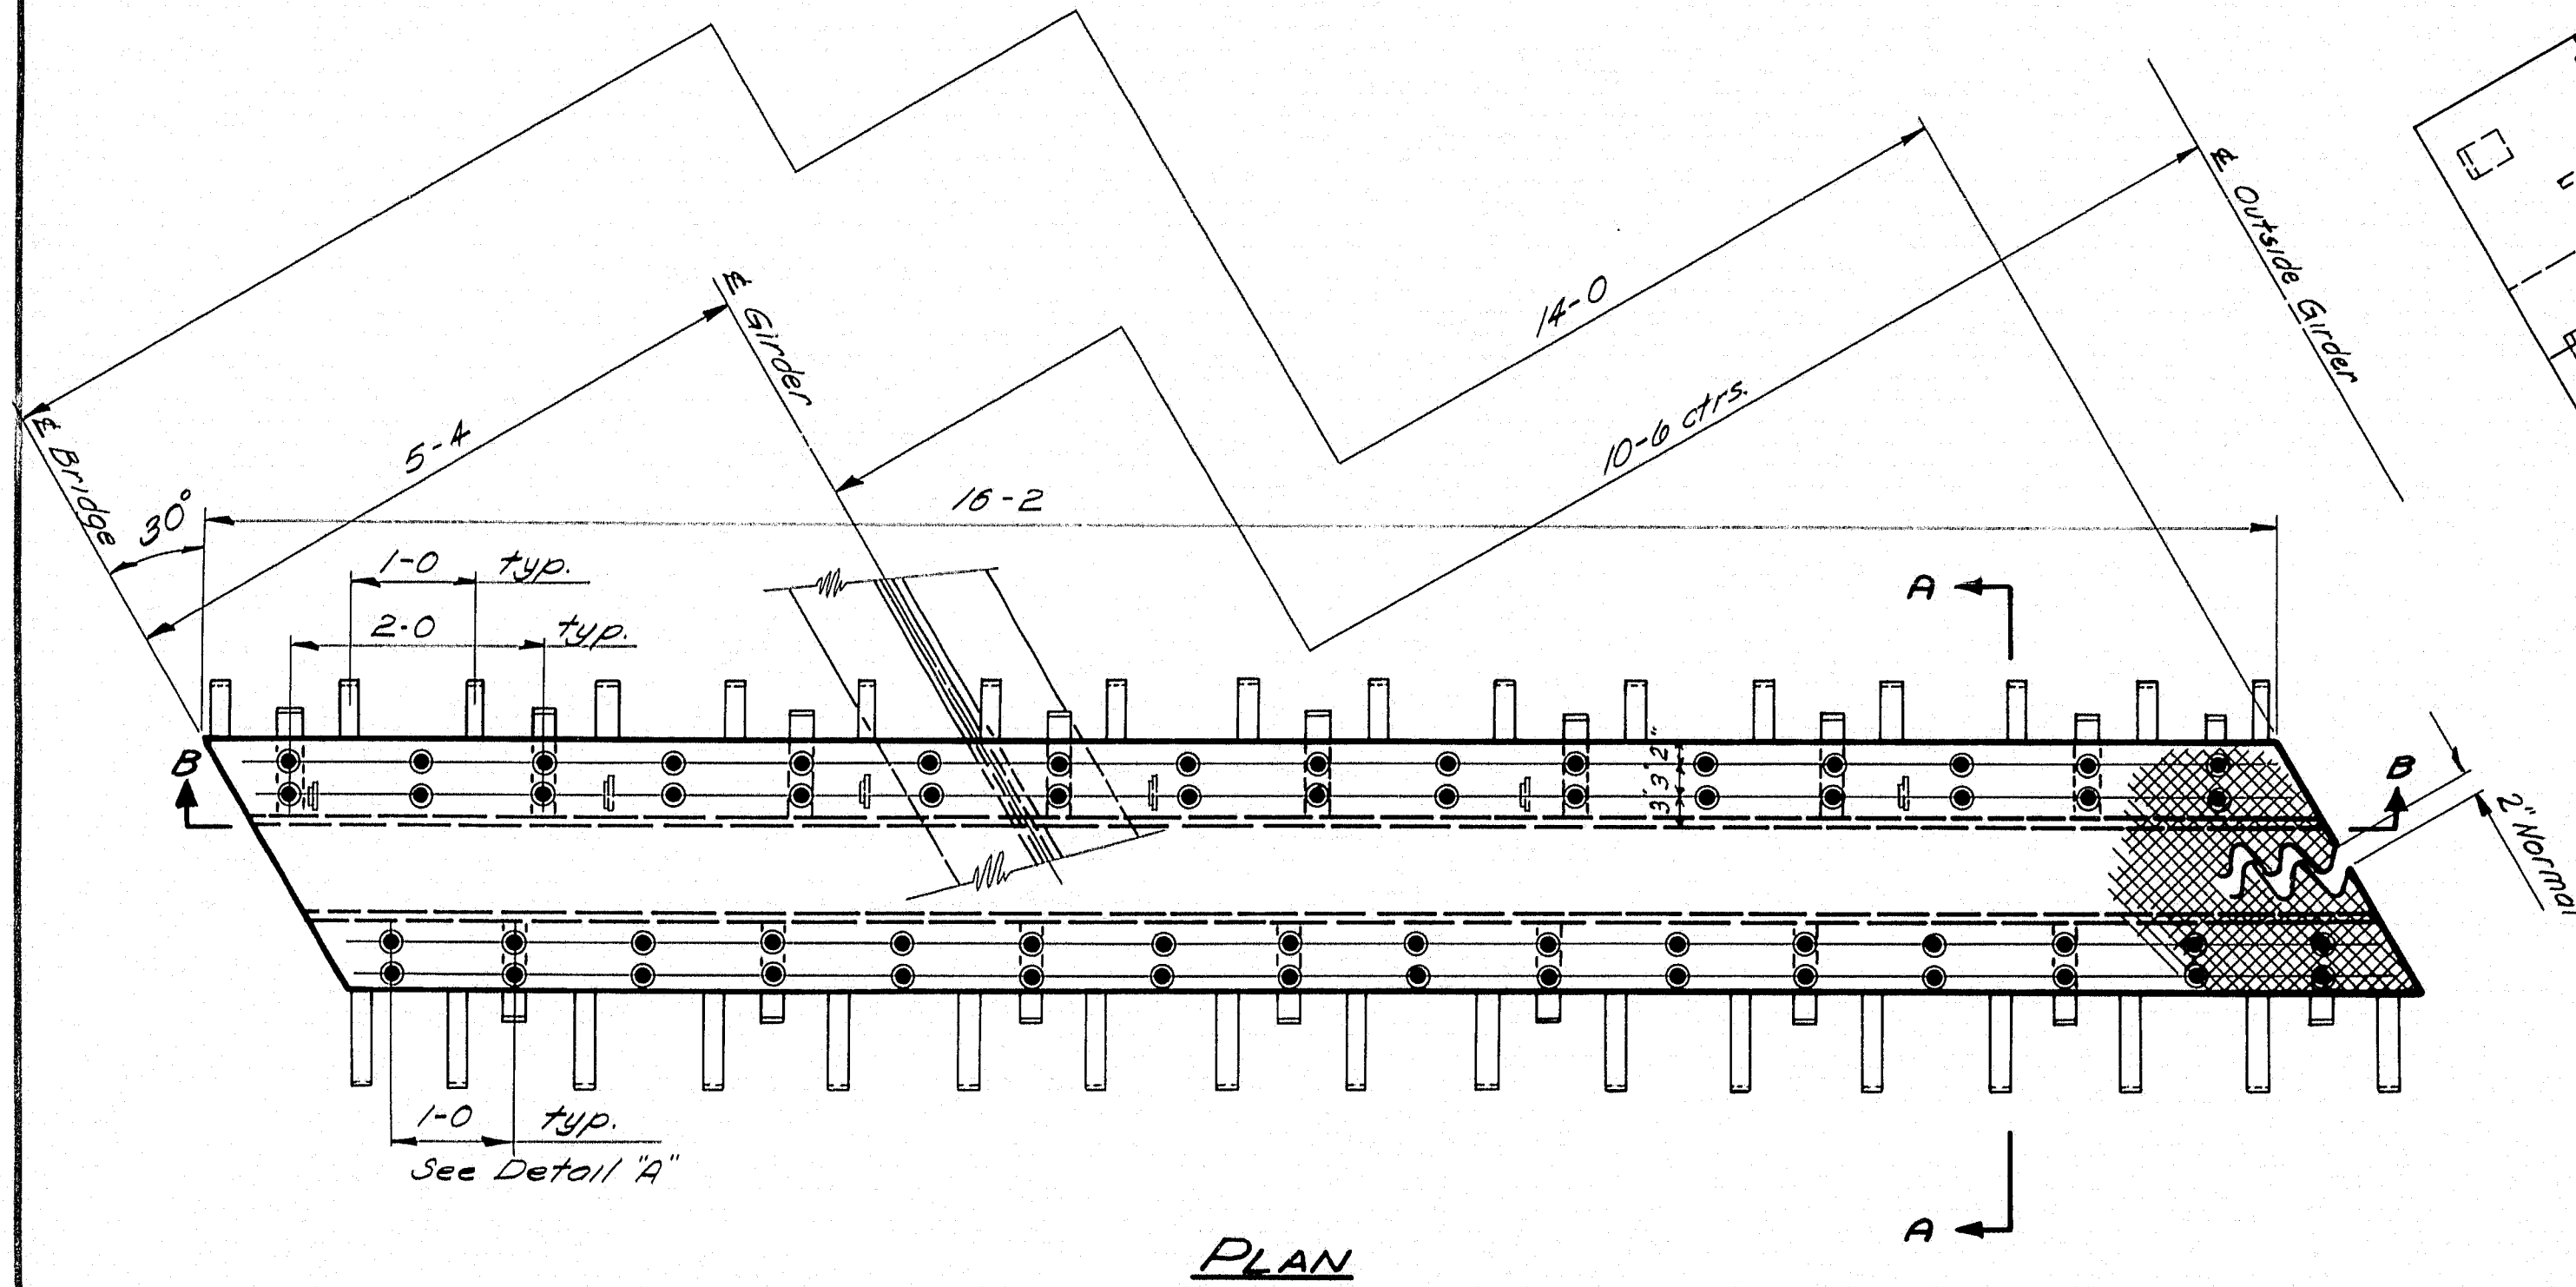 ℄ Bridge
30°
5-4
℄ Girder
14-0
10-6 ctrs.
℄ Outside Girder
16-2
1-0 typ.
2-0 typ.
A
B
2"
3"
3"
B
2" Normal
1-0 typ.
See Detail "A"
A
PLAN